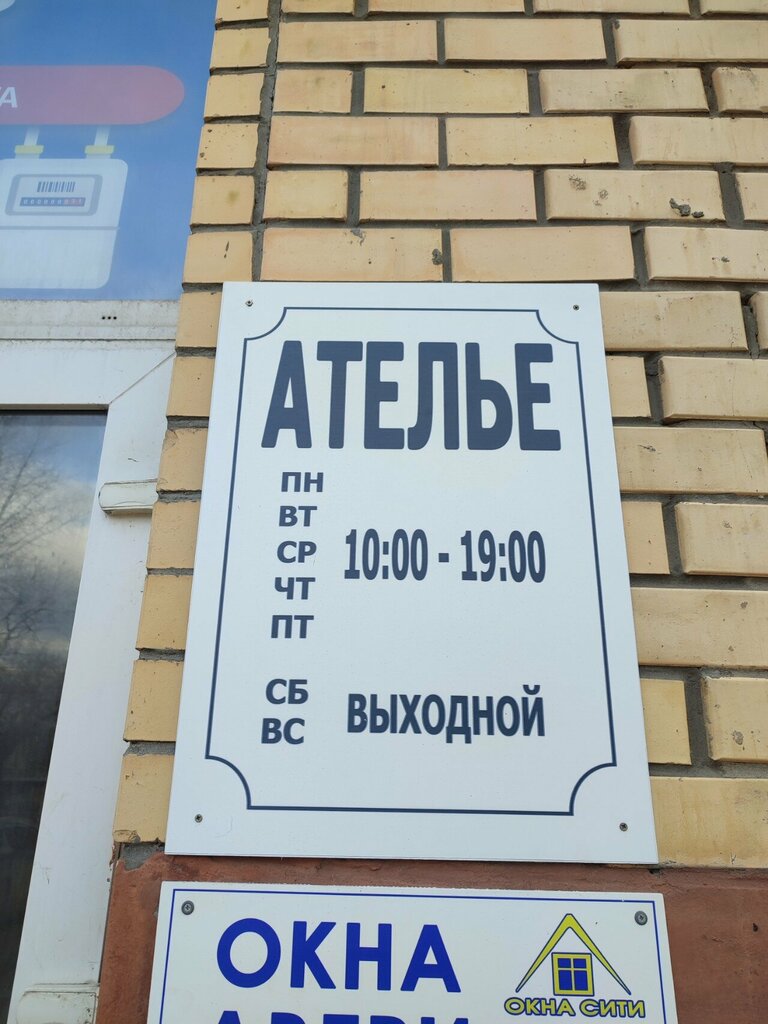 АТЕЛЬЕ
ПН
ВТ
СР 10:00 - 19:00
ЧТ
ПТ
СБ
ВС ВЫХОДНОЙ
ОКНА
ОКНА СИТИ